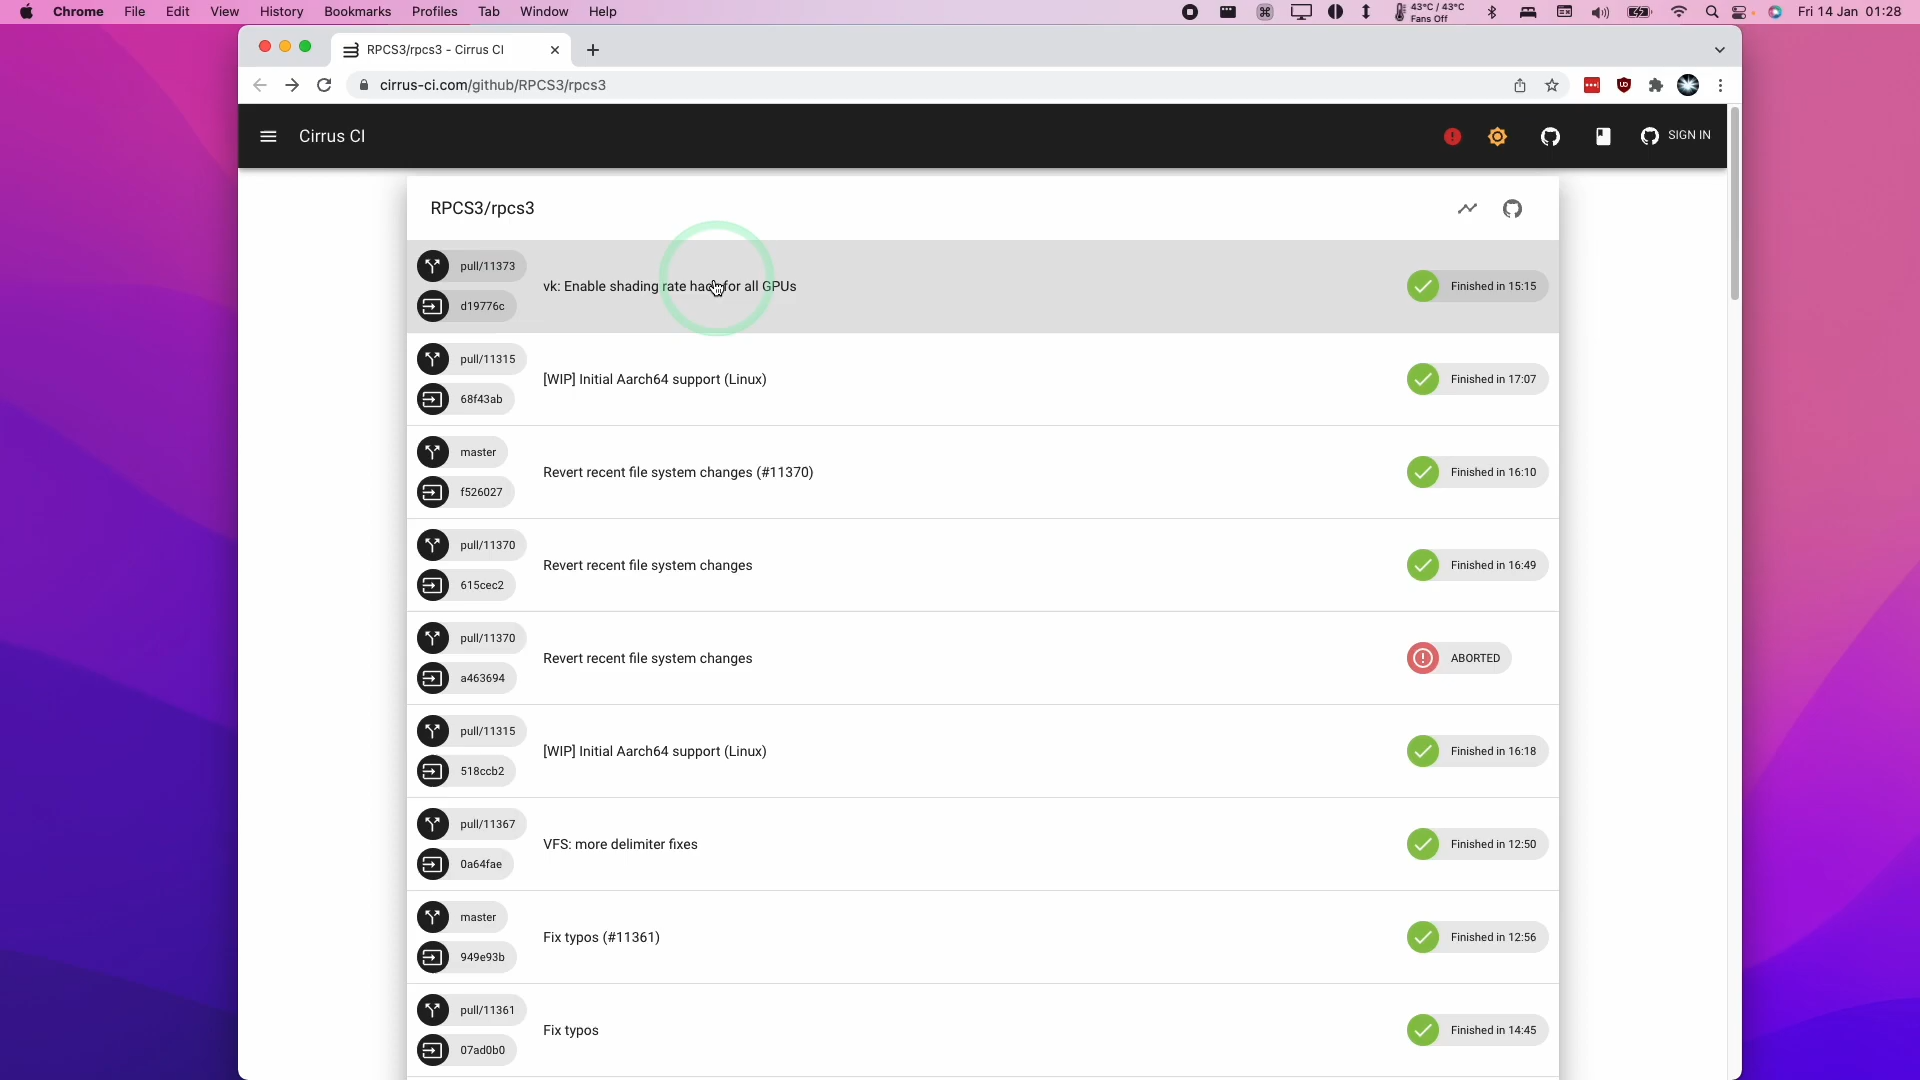 Chrome File Edit View History Bookmarks Profiles Tab Window Help 43°C / 43°C Fans Off Fri 14 Jan 01:28
RPCS3/rpcs3 - Cirrus CI
cirrus-ci.com/github/RPCS3/rpcs3
Cirrus CI SIGN IN
RPCS3/rpcs3
pull/11373
vk: Enable shading rate hack for all GPUs Finished in 15:15
d19776c
pull/11315
[WIP] Initial Aarch64 support (Linux) Finished in 17:07
68f43ab
master
Revert recent file system changes (#11370) Finished in 16:10
f526027
pull/11370
Revert recent file system changes Finished in 16:49
615cec2
pull/11370
Revert recent file system changes ABORTED
a463694
pull/11315
[WIP] Initial Aarch64 support (Linux) Finished in 16:18
518ccb2
pull/11367
VFS: more delimiter fixes Finished in 12:50
0a64fae
master
Fix typos (#11361) Finished in 12:56
949e93b
pull/11361
Fix typos Finished in 14:45
07ad0b0